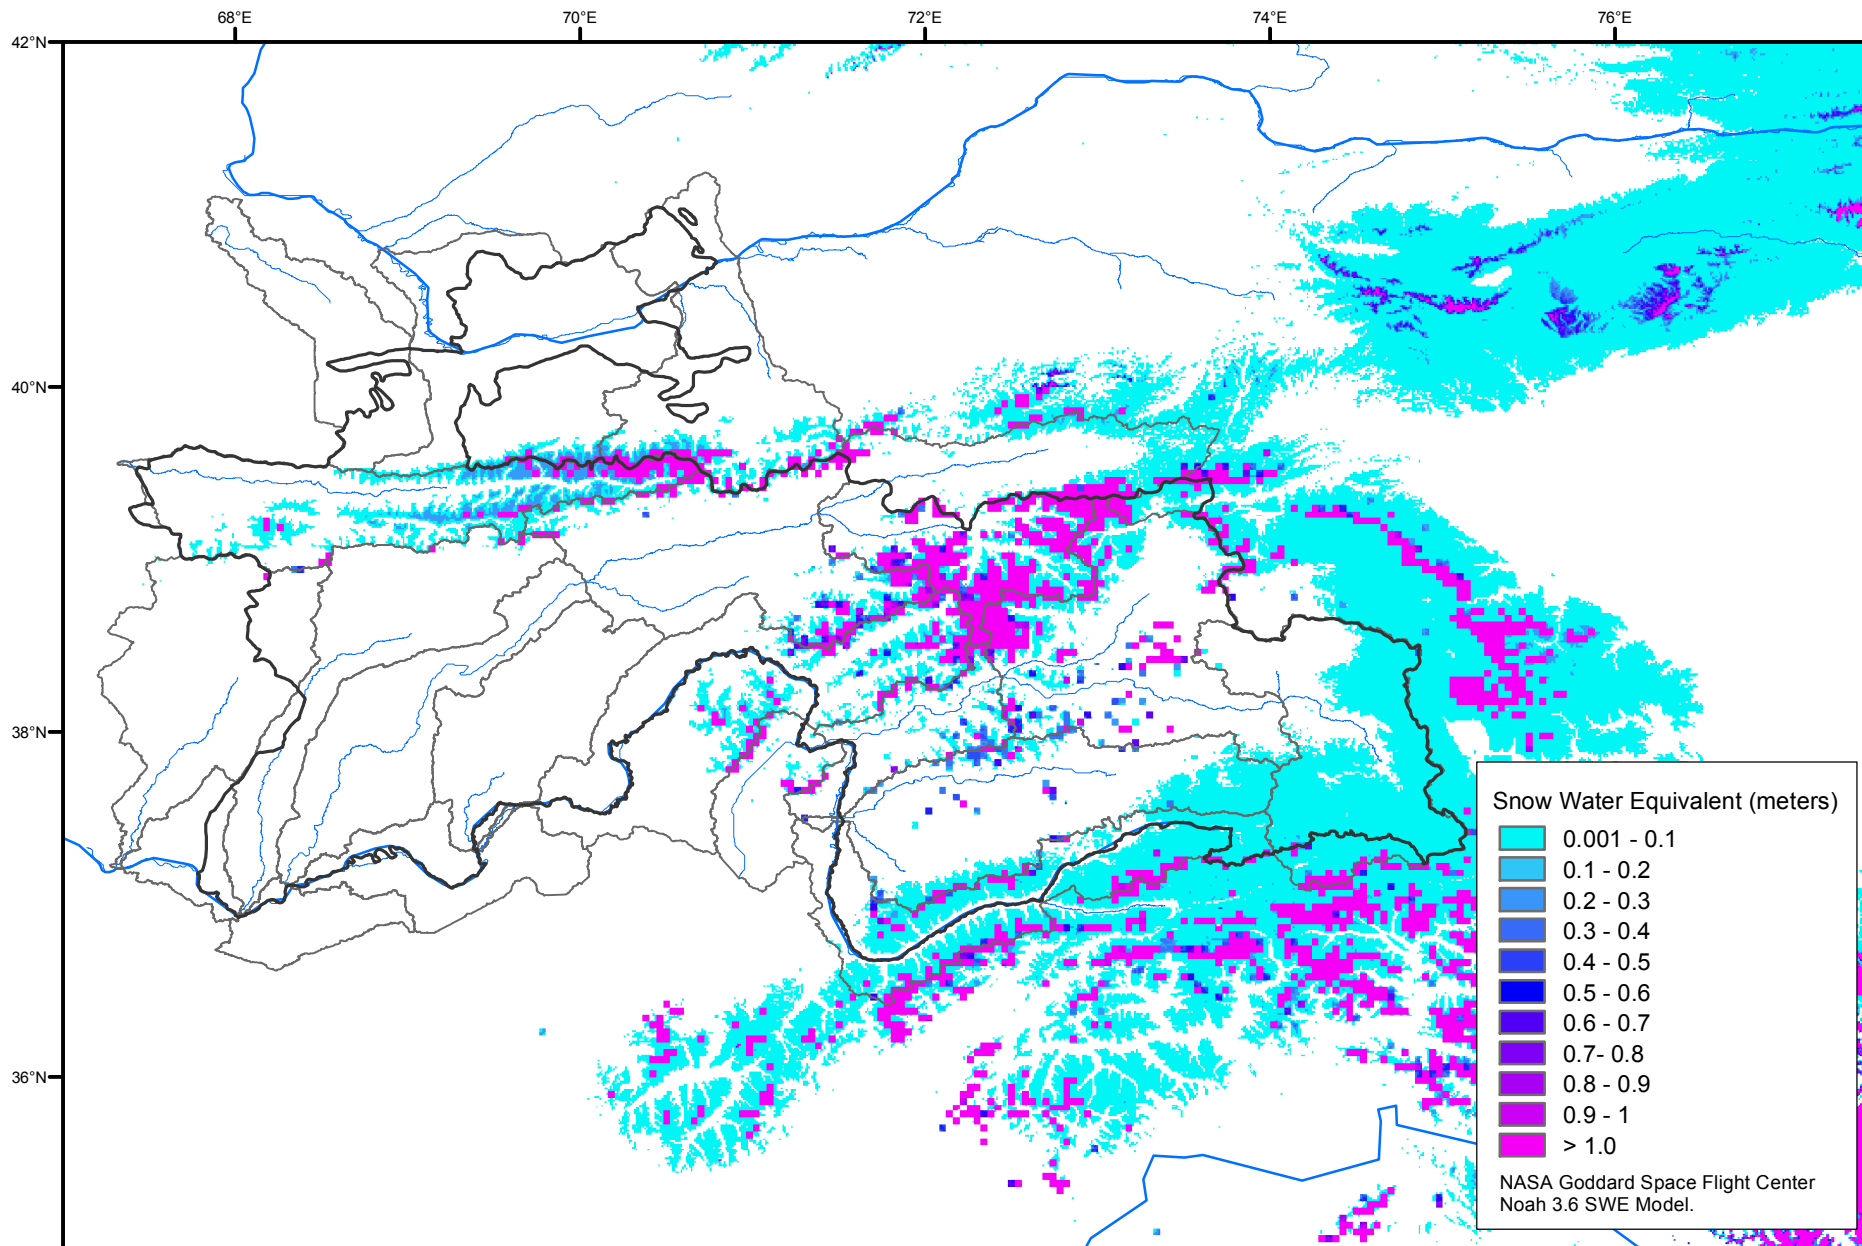 68°E
70°E
72°E
74°E
76°E
42°N
40°N
38°N
36°N
Snow Water Equivalent (meters)
0.001 - 0.1
0.1 - 0.2
0.2 - 0.3
0.3 - 0.4
0.4 - 0.5
0.5 - 0.6
0.6 - 0.7
0.7- 0.8
0.8 - 0.9
0.9 - 1
> 1.0
NASA Goddard Space Flight Center
Noah 3.6 SWE Model.